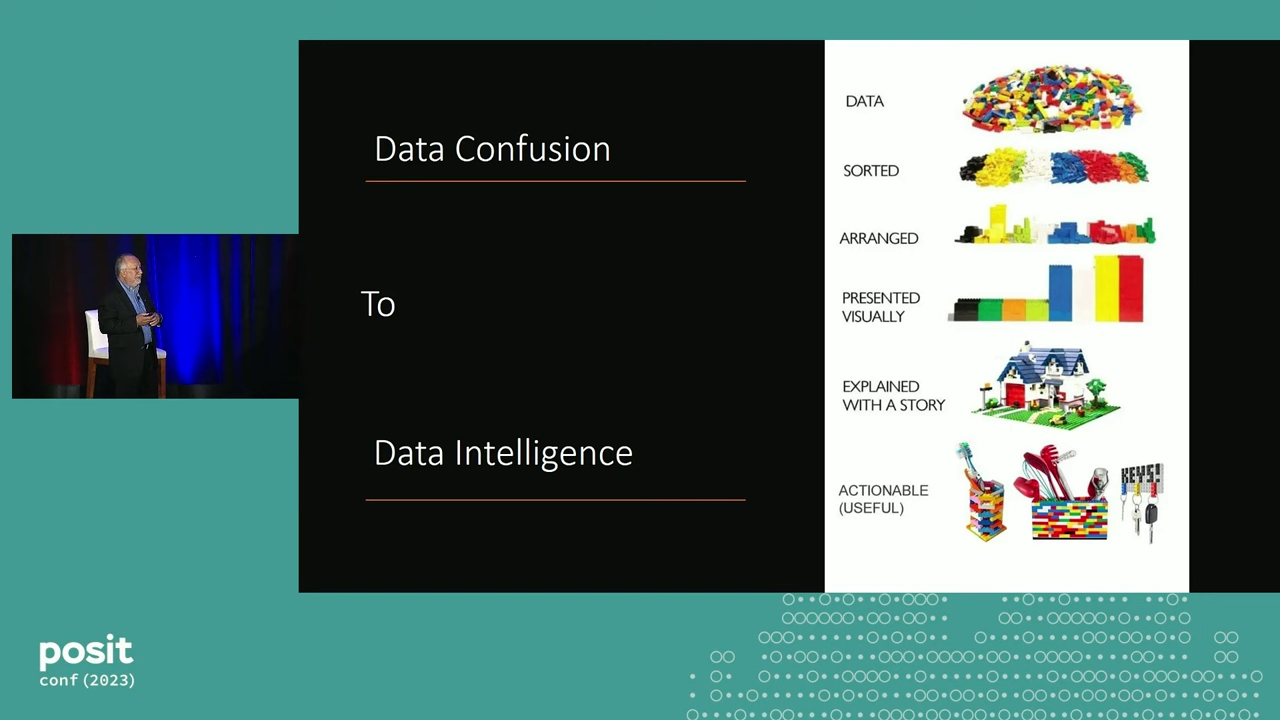 Data Confusion
To
Data Intelligence
DATA
SORTED
ARRANGED
PRESENTED
VISUALLY
EXPLAINED
WITH A STORY
ACTIONABLE
(USEFUL)
KEYS!
posit
conf(2023)